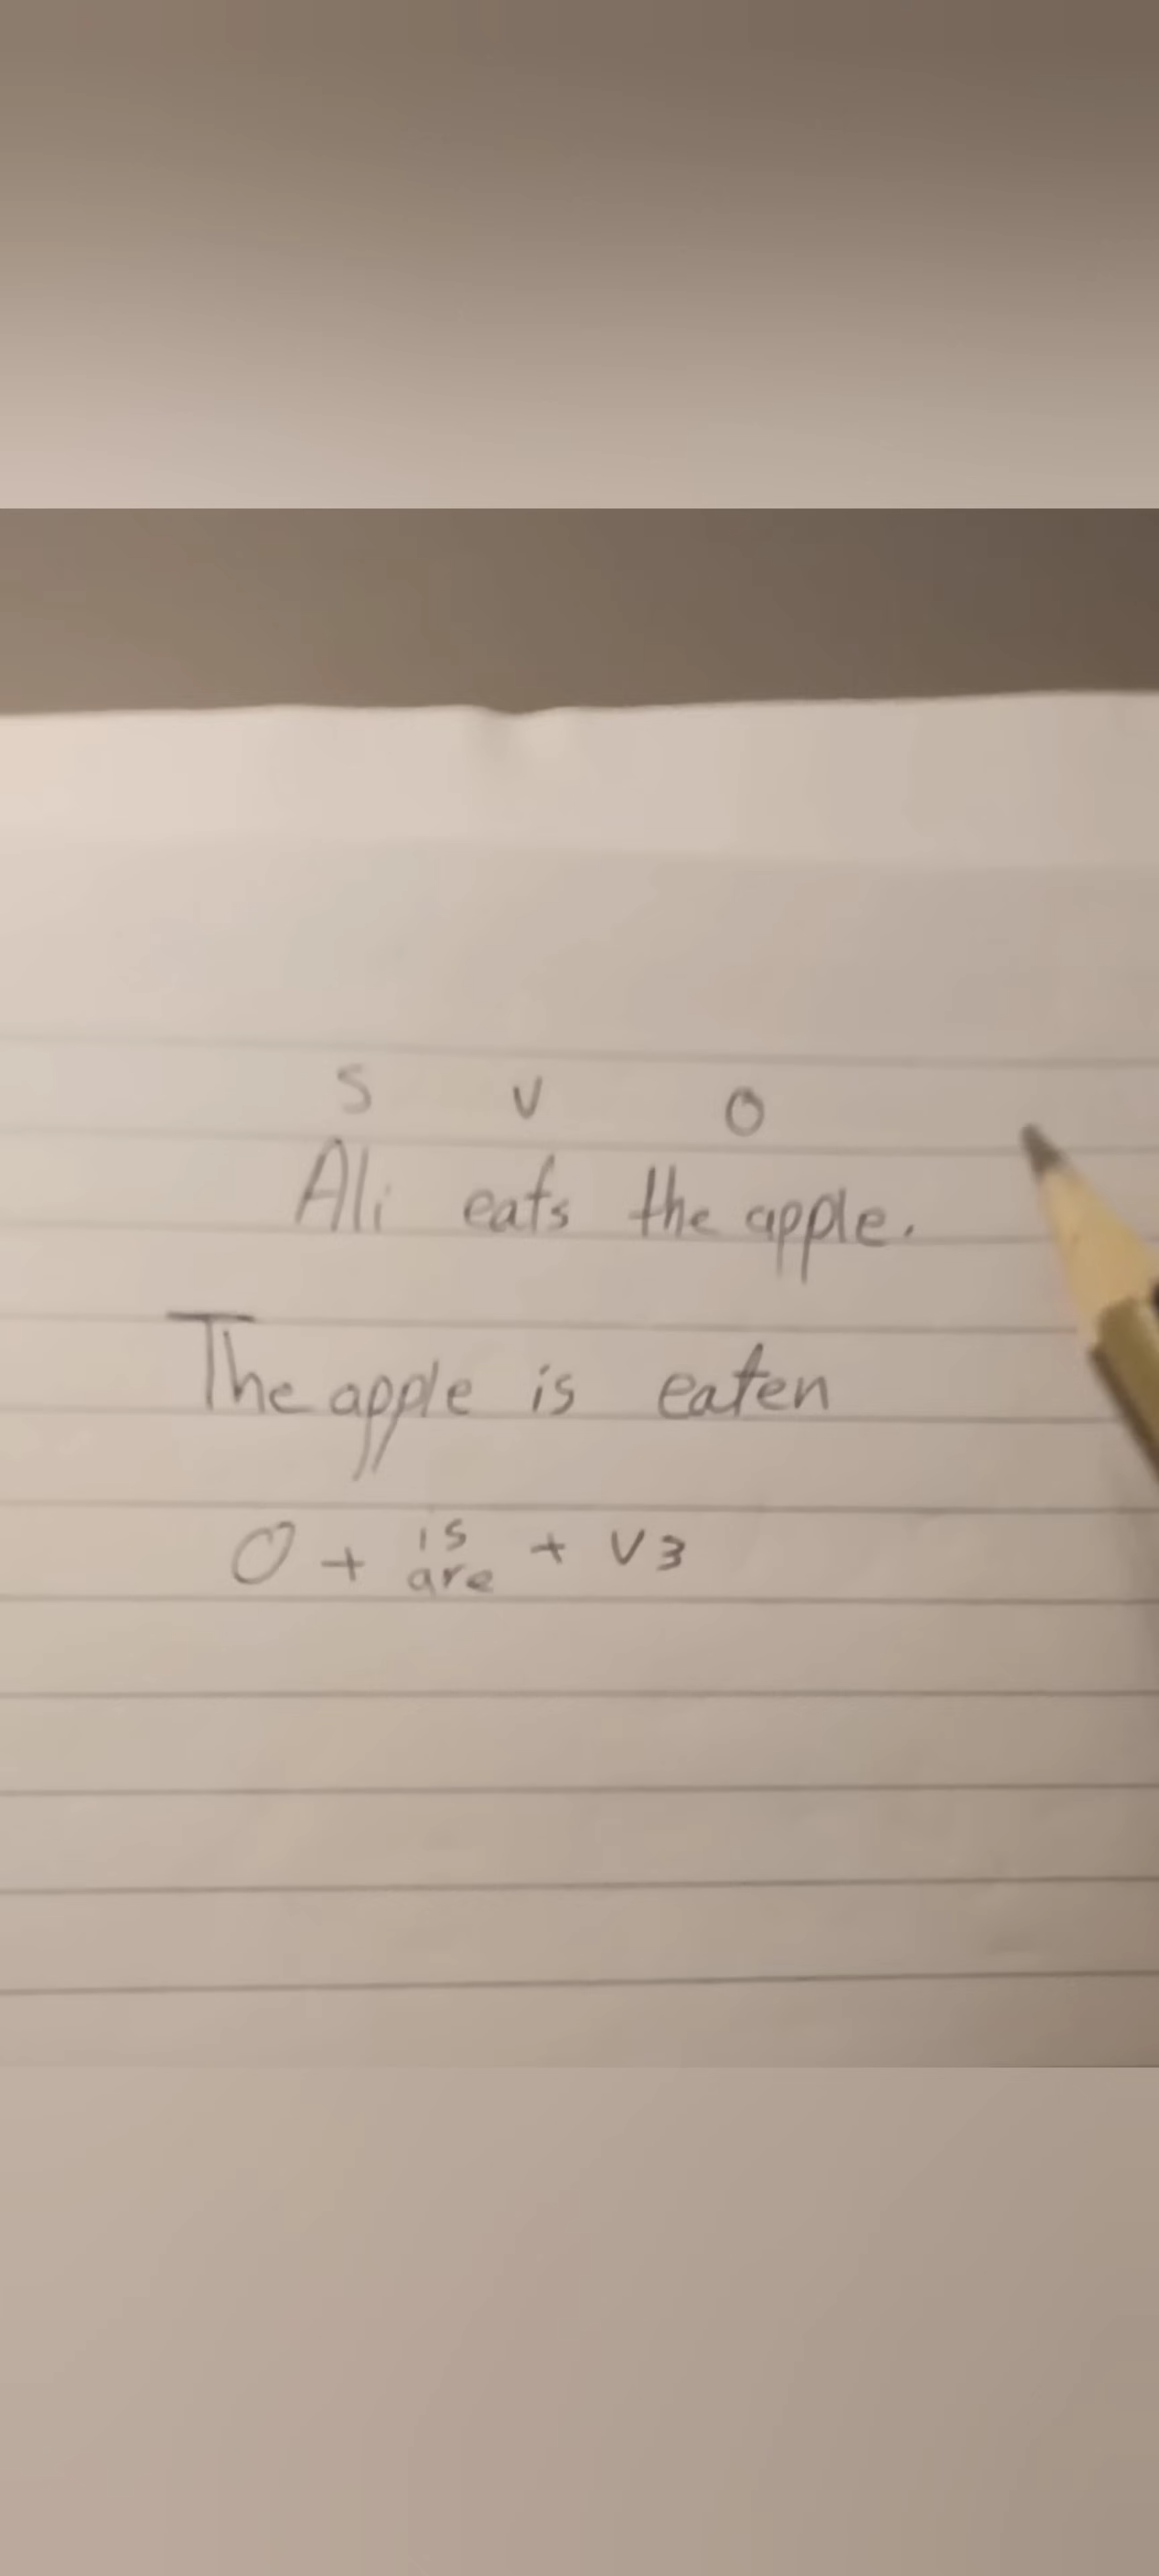 S V O
Ali eats the apple.
The apple is eaten
O + is + V3
are